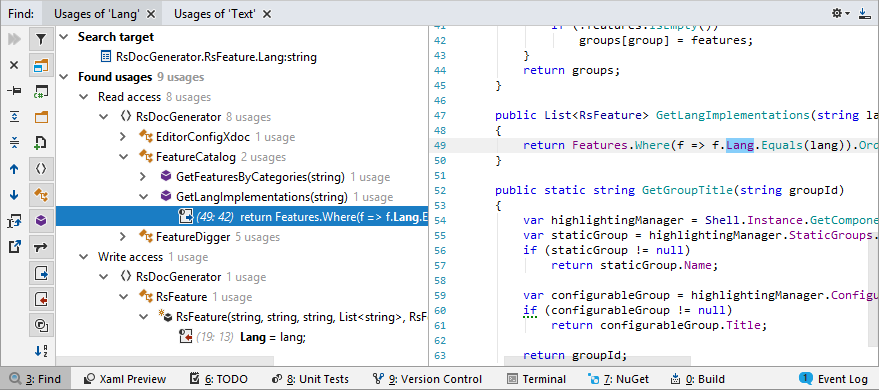 Find: Usages of 'Lang' Usages of 'Text'
Search target
RsDocGenerator.RsFeature.Lang:string
Found usages 9 usages
Read access 8 usages
RsDocGenerator 8 usages
EditorConfigXdoc 1 usage
FeatureCatalog 2 usages
GetFeaturesByCategories(string) 1 usage
GetLangImplementations(string) 1 usage
(49: 42) return Features.Where(f => f.Lang.E
FeatureDigger 5 usages
Write access 1 usage
RsDocGenerator 1 usage
RsFeature 1 usage
RsFeature(string, string, string, List<string>, RsF
(19: 13) Lang = lang;
41 if (!features.IsEmpty())
42 groups[group] = features;
43 }
44 return groups;
45 }
46
47 public List<RsFeature> GetLangImplementations(string la
48 {
49 return Features.Where(f => f.Lang.Equals(lang)).Ord
50 }
51
52 public static string GetGroupTitle(string groupId)
53 {
54 var highlightingManager = Shell.Instance.GetCompone
55 var staticGroup = highlightingManager.StaticGroups.
56 if (staticGroup != null)
57 return staticGroup.Name;
58
59 var configurableGroup = highlightingManager.Configu
60 if (configurableGroup != null)
61 return configurableGroup.Title;
62
63 return groupId;
3: Find Xaml Preview 6: TODO 8: Unit Tests 9: Version Control Terminal 7: NuGet 0: Build 1 Event Log